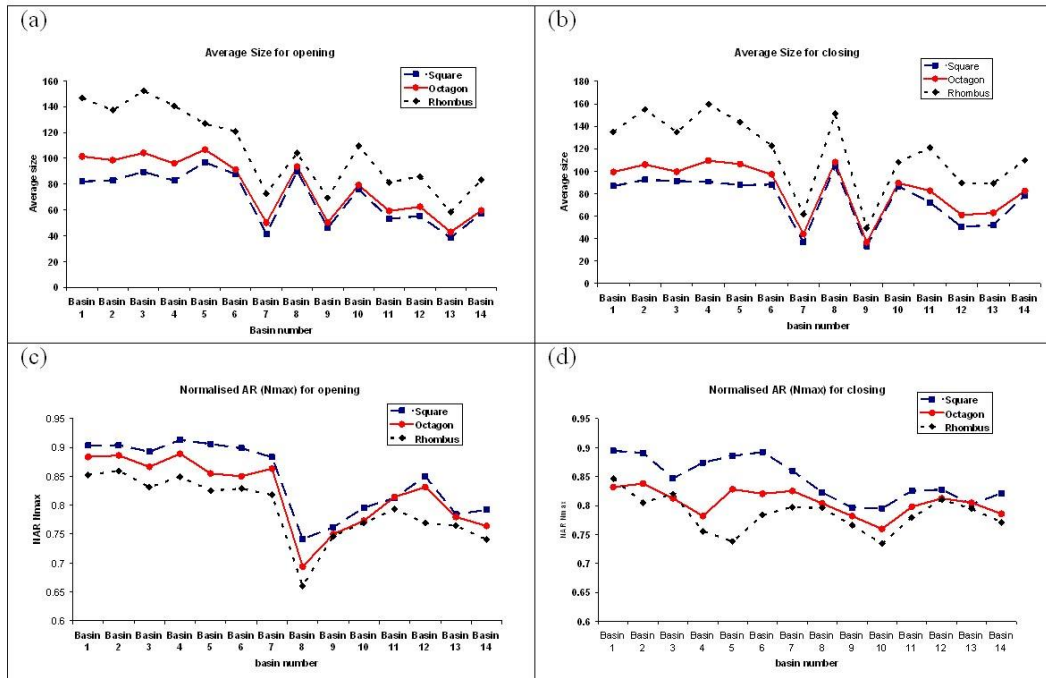 (a)
Average Size for opening
Square
Octagon
Rhombus
160
140
120
100
80
60
40
20
0
Average size
Basin Basin Basin Basin Basin Basin Basin Basin Basin Basin Basin Basin Basin Basin
1 2 3 4 5 6 7 8 9 10 11 12 13 14
Basin number
(b)
Average Size for closing
Square
Octagon
Rhombus
180
160
140
120
100
80
60
40
20
0
Average size
Basin Basin Basin Basin Basin Basin Basin Basin Basin Basin Basin Basin Basin Basin
1 2 3 4 5 6 7 8 9 10 11 12 13 14
basin number
(c)
Normalised AR (Nmax) for opening
Square
Octagon
Rhombus
0.95
0.9
0.85
0.8
0.75
0.7
0.65
0.6
NAR Nmax
Basin Basin Basin Basin Basin Basin Basin Basin Basin Basin Basin Basin Basin Basin
1 2 3 4 5 6 7 8 9 10 11 12 13 14
basin number
(d)
Normalised AR (Nmax) for closing
Square
Octagon
Rhombus
0.95
0.9
0.85
0.8
0.75
0.7
0.65
0.6
NAR Nmax
Basin Basin Basin Basin Basin Basin Basin Basin Basin Basin Basin Basin Basin Basin
1 2 3 4 5 6 7 8 9 10 11 12 13 14
basin number